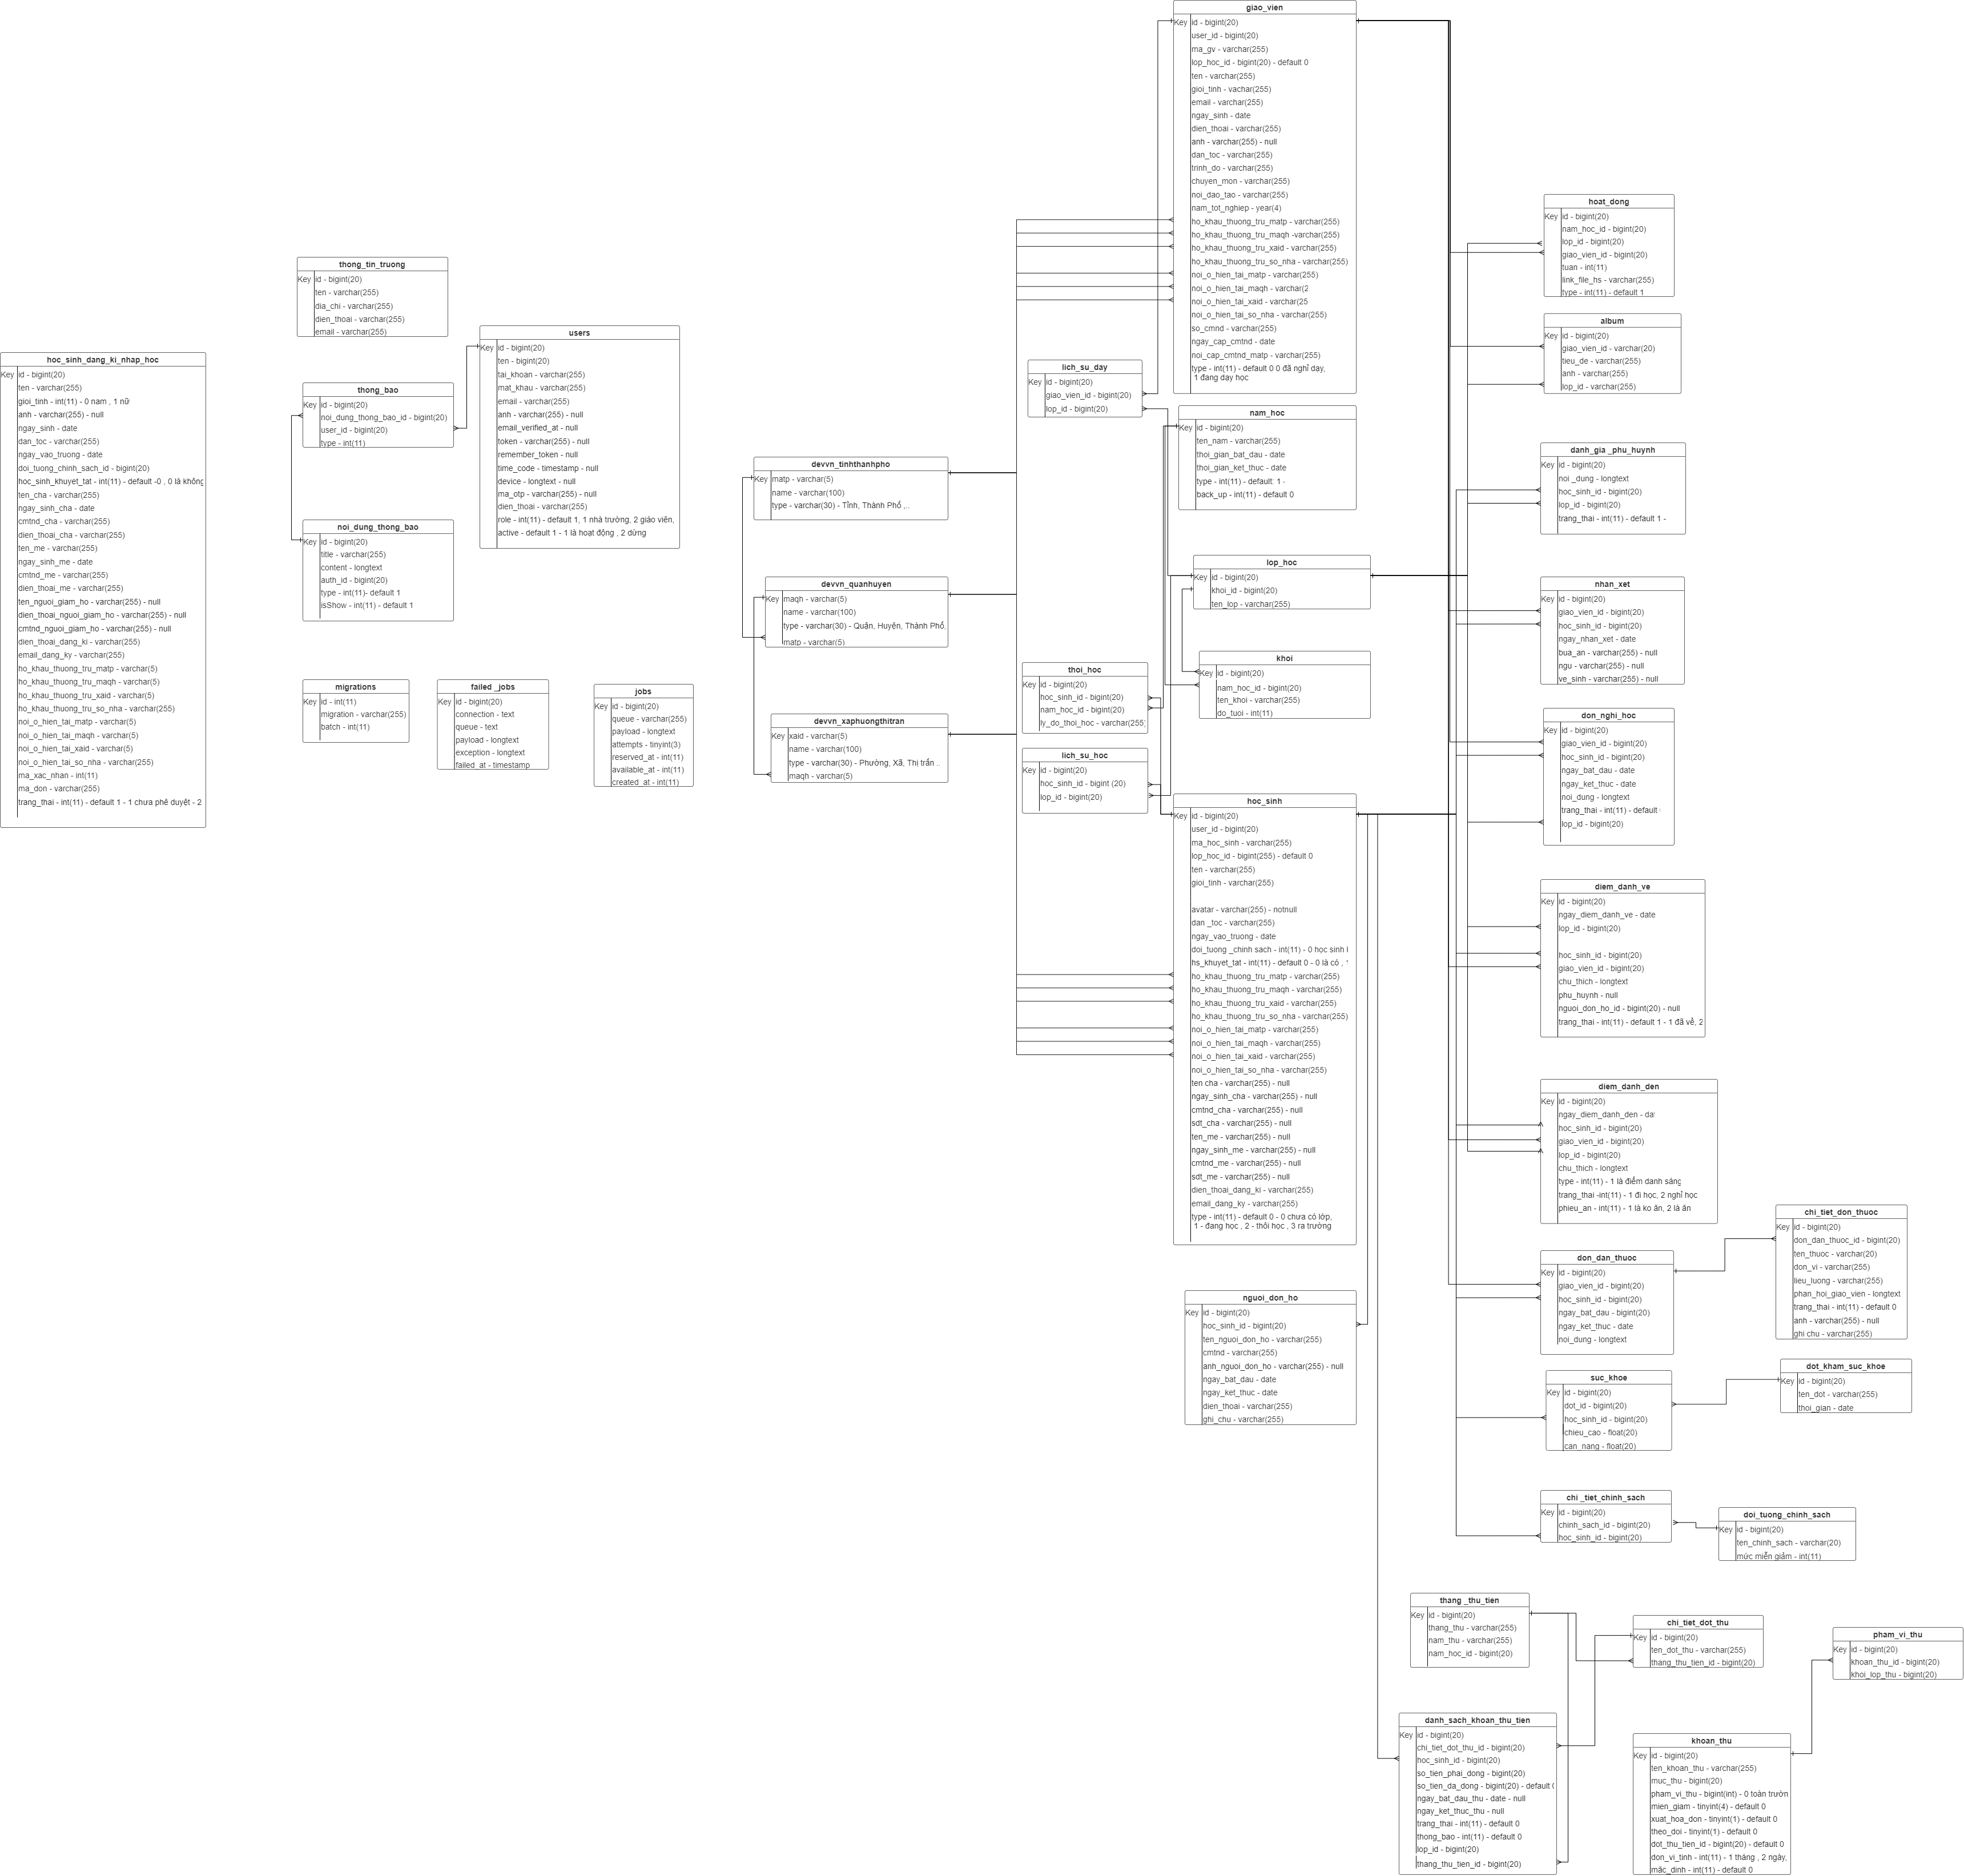 giao_vien
Key
id - bigint(20)
user_id - bigint(20)
ma_gv - varchar(255)
lop_hoc_id - bigint(20) - default 0
ten - varchar(255)
gioi_tinh - vachar(255)
email - varchar(255)
ngay_sinh - date
dien_thoai - varchar(255)
anh - varchar(255) - null
dan_toc - varchar(255)
trinh_do - varchar(255)
chuyen_mon - varchar(255)
noi_dao_tao - varchar(255)
nam_tot_nghiep - year(4)
ho_khau_thuong_tru_matp - varchar(255)
ho_khau_thuong_tru_maqh -varchar(255)
ho_khau_thuong_tru_xaid - varchar(255)
ho_khau_thuong_tru_so_nha - varchar(255)
noi_o_hien_tai_matp - varchar(255)
noi_o_hien_tai_maqh - varchar(2
noi_o_hien_tai_xaid - varchar(25
noi_o_hien_tai_so_nha - varchar(255)
so_cmnd - varchar(255)
ngay_cap_cmtnd - date
noi_cap_cmtnd_matp - varchar(255)
type - int(11) - default 0 0 đã nghỉ dạy,
1 đang dạy học
hoat_dong
Key
id - bigint(20)
nam_hoc_id - bigint(20)
lop_id - bigint(20)
giao_vien_id - bigint(20)
tuan - int(11)
link_file_hs - varchar(255)
type - int(11) - default 1
thong_tin_truong
Key
id - bigint(20)
ten - varchar(255)
dia_chi - varchar(255)
dien_thoai - varchar(255)
email - varchar(255)
album
Key
id - bigint(20)
giao_vien_id - varchar(20)
tieu_de - varchar(255)
anh - varchar(255)
lop_id - varchar(255)
users
Key
id - bigint(20)
ten - bigint(20)
tai_khoan - varchar(255)
mat_khau - varchar(255)
email - varchar(255)
anh - varchar(255) - null
email_verified_at - null
token - varchar(255) - null
remember_token - null
time_code - timestamp - null
device - longtext - null
ma_otp - varchar(255) - null
dien_thoai - varchar(255)
role - int(11) - default 1, 1 nhà trường, 2 giáo viên,
active - default 1 - 1 là hoạt động , 2 dừng
hoc_sinh_dang_ki_nhap_hoc
Key
id - bigint(20)
ten - varchar(255)
gioi_tinh - int(11) - 0 nam , 1 nữ
anh - varchar(255) - null
ngay_sinh - date
dan_toc - varchar(255)
ngay_vao_truong - date
doi_tuong_chinh_sach_id - bigint(20)
hoc_sinh_khuyet_tat - int(11) - default -0 , 0 là không
ten_cha - varchar(255)
ngay_sinh_cha - date
cmtnd_cha - varchar(255)
dien_thoai_cha - varchar(255)
ten_me - varchar(255)
ngay_sinh_me - date
cmtnd_me - varchar(255)
dien_thoai_me - varchar(255)
ten_nguoi_giam_ho - varchar(255) - null
dien_thoai_nguoi_giam_ho - varchar(255) - null
cmtnd_nguoi_giam_ho - varchar(255) - null
dien_thoai_dang_ki - varchar(255)
email_dang_ky - varchar(255)
ho_khau_thuong_tru_matp - varchar(5)
ho_khau_thuong_tru_maqh - varchar(5)
ho_khau_thuong_tru_xaid - varchar(5)
ho_khau_thuong_tru_so_nha - varchar(255)
noi_o_hien_tai_matp - varchar(5)
noi_o_hien_tai_maqh - varchar(5)
noi_o_hien_tai_xaid - varchar(5)
noi_o_hien_tai_so_nha - varchar(255)
ma_xac_nhan - int(11)
ma_don - varchar(255)
trang_thai - int(11) - default 1 - 1 chưa phê duyệt - 2
lich_su_day
Key
id - bigint(20)
giao_vien_id - bigint(20)
lop_id - bigint(20)
thong_bao
Key
id - bigint(20)
noi_dung_thong_bao_id - bigint(20)
user_id - bigint(20)
type - int(11)
nam_hoc
Key
id - bigint(20)
ten_nam - varchar(255)
thoi_gian_bat_dau - date
thoi_gian_ket_thuc - date
type - int(11) - default: 1 -
back_up - int(11) - default 0
danh_gia _phu_huynh
Key
id - bigint(20)
noi _dung - longtext
hoc_sinh_id - bigint(20)
lop_id - bigint(20)
trang_thai - int(11) - default 1 -
devvn_tinhthanhpho
Key
matp - varchar(5)
name - varchar(100)
type - varchar(30) - Tỉnh, Thành Phố ,..
noi_dung_thong_bao
Key
id - bigint(20)
title - varchar(255)
content - longtext
auth_id - bigint(20)
type - int(11)- default 1
isShow - int(11) - default 1
lop_hoc
Key
id - bigint(20)
khoi_id - bigint(20)
ten_lop - varchar(255)
devvn_quanhuyen
Key
maqh - varchar(5)
name - varchar(100)
type - varchar(30) - Quận, Huyện, Thành Phố,
matp - varchar(5)
nhan_xet
Key
id - bigint(20)
giao_vien_id - bigint(20)
hoc_sinh_id - bigint(20)
ngay_nhan_xet - date
bua_an - varchar(255) - null
ngu - varchar(255) - null
ve_sinh - varchar(255) - null
khoi
Key
id - bigint(20)
nam_hoc_id - bigint(20)
ten_khoi - varchar(255)
do_tuoi - int(11)
thoi_hoc
Key
id - bigint(20)
hoc_sinh_id - bigint(20)
nam_hoc_id - bigint(20)
ly_do_thoi_hoc - varchar(255)
migrations
Key
id - int(11)
migration - varchar(255)
batch - int(11)
failed _jobs
Key
id - bigint(20)
connection - text
queue - text
payload - longtext
exception - longtext
failed_at - timestamp
jobs
Key
id - bigint(20)
queue - varchar(255)
payload - longtext
attempts - tinyint(3)
reserved_at - int(11)
available_at - int(11)
created_at - int(11)
devvn_xaphuongthitran
Key
xaid - varchar(5)
name - varchar(100)
type - varchar(30) - Phường, Xã, Thị trấn ..
maqh - varchar(5)
don_nghi_hoc
Key
id - bigint(20)
giao_vien_id - bigint(20)
hoc_sinh_id - bigint(20)
ngay_bat_dau - date
ngay_ket_thuc - date
noi_dung - longtext
trang_thai - int(11) - default
lop_id - bigint(20)
lich_su_hoc
Key
id - bigint(20)
hoc_sinh_id - bigint (20)
lop_id - bigint(20)
hoc_sinh
Key
id - bigint(20)
user_id - bigint(20)
ma_hoc_sinh - varchar(255)
lop_hoc_id - bigint(255) - default 0
ten - varchar(255)
gioi_tinh - varchar(255)
avatar - varchar(255) - notnull
dan _toc - varchar(255)
ngay_vao_truong - date
doi_tuong _chinh sach - int(11) - 0 học sinh
hs_khuyet_tat - int(11) - default 0 - 0 là có ,
ho_khau_thuong_tru_matp - varchar(255)
ho_khau_thuong_tru_maqh - varchar(255)
ho_khau_thuong_tru_xaid - varchar(255)
ho_khau_thuong_tru_so_nha - varchar(255)
noi_o_hien_tai_matp - varchar(255)
noi_o_hien_tai_maqh - varchar(255)
noi_o_hien_tai_xaid - varchar(255)
noi_o_hien_tai_so_nha - varchar(255)
ten cha - varchar(255) - null
ngay_sinh_cha - varchar(255) - null
cmtnd_cha - varchar(255) - null
sdt_cha - varchar(255) - null
ten_me - varchar(255) - null
ngay_sinh_me - varchar(255) - null
cmtnd_me - varchar(255) - null
sdt_me - varchar(255) - null
dien_thoai_dang_ki - varchar(255)
email_dang_ky - varchar(255)
type - int(11) - default 0 - 0 chưa có lớp,
1 - đang học , 2 - thôi học , 3 ra trường
diem_danh_ve
Key
id - bigint(20)
ngay_diem_danh_ve - date
lop_id - bigint(20)
hoc_sinh_id - bigint(20)
giao_vien_id - bigint(20)
chu_thich - longtext
phu_huynh - null
nguoi_don_ho_id - bigint(20) - null
trang_thai - int(11) - default 1 - 1 đã về, 2
diem_danh_den
Key
id - bigint(20)
ngay_diem_danh_den - da
hoc_sinh_id - bigint(20)
giao_vien_id - bigint(20)
lop_id - bigint(20)
chu_thich - longtext
type - int(11) - 1 là điểm danh sáng
trang_thai -int(11) - 1 đi học, 2 nghỉ học
phieu_an - int(11) - 1 là ko ăn, 2 là ăn
chi_tiet_don_thuoc
Key
id - bigint(20)
don_dan_thuoc_id - bigint(20)
ten_thuoc - varchar(20)
don_vi - varchar(255)
lieu_luong - varchar(255)
phan_hoi_giao_vien - longtext
trang_thai - int(11) - default 0
anh - varchar(255) - null
ghi chu - varchar(255)
don_dan_thuoc
Key
id - bigint(20)
giao_vien_id - bigint(20)
hoc_sinh_id - bigint(20)
ngay_bat_dau - bigint(20)
ngay_ket_thuc - date
noi_dung - longtext
nguoi_don_ho
Key
id - bigint(20)
hoc_sinh_id - bigint(20)
ten_nguoi_don_ho - varchar(255)
cmtnd - varchar(255)
anh_nguoi_don_ho - varchar(255) - null
ngay_bat_dau - date
ngay_ket_thuc - date
dien_thoai - varchar(255)
ghi_chu - varchar(255)
dot_kham_suc_khoe
Key
id - bigint(20)
ten_dot - varchar(255)
thoi_gian - date
suc_khoe
Key
id - bigint(20)
dot_id - bigint(20)
hoc_sinh_id - bigint(20)
chieu_cao - float(20)
can_nang - float(20)
chi _tiet_chinh_sach
Key
id - bigint(20)
chinh_sach_id - bigint(20)
hoc_sinh_id - bigint(20)
doi_tuong_chinh_sach
Key
id - bigint(20)
ten_chinh_sach - varchar(20)
mức miễn giảm - int(11)
thang _thu_tien
Key
id - bigint(20)
thang_thu - varchar(255)
nam_thu - varchar(255)
nam_hoc_id - bigint(20)
chi_tiet_dot_thu
Key
id - bigint(20)
ten_dot_thu - varchar(255)
thang_thu_tien_id - bigint(20)
pham_vi_thu
Key
id - bigint(20)
khoan_thu_id - bigint(20)
khoi_lop_thu - bigint(20)
danh_sach_khoan_thu_tien
Key
id - bigint(20)
chi_tiet_dot_thu_id - bigint(20)
hoc_sinh_id - bigint(20)
so_tien_phai_dong - bigint(20)
so_tien_da_dong - bigint(20) - default 0
ngay_bat_dau_thu - date - null
ngay_ket_thuc_thu - null
trang_thai - int(11) - default 0
thong_bao - int(11) - default 0
lop_id - bigint(20)
thang_thu_tien_id - bigint(20)
khoan_thu
Key
id - bigint(20)
ten_khoan_thu - varchar(255)
muc_thu - bigint(20)
pham_vi_thu - bigint(int) - 0 toàn trườn
mien_giam - tinyint(4) - default 0
xuat_hoa_don - tinyint(1) - default 0
theo_doi - tinyint(1) - default 0
dot_thu_tien_id - bigint(20) - default 0
don_vi_tinh - int(11) - 1 tháng , 2 ngày,
mặc_dinh - int(11) - default 0